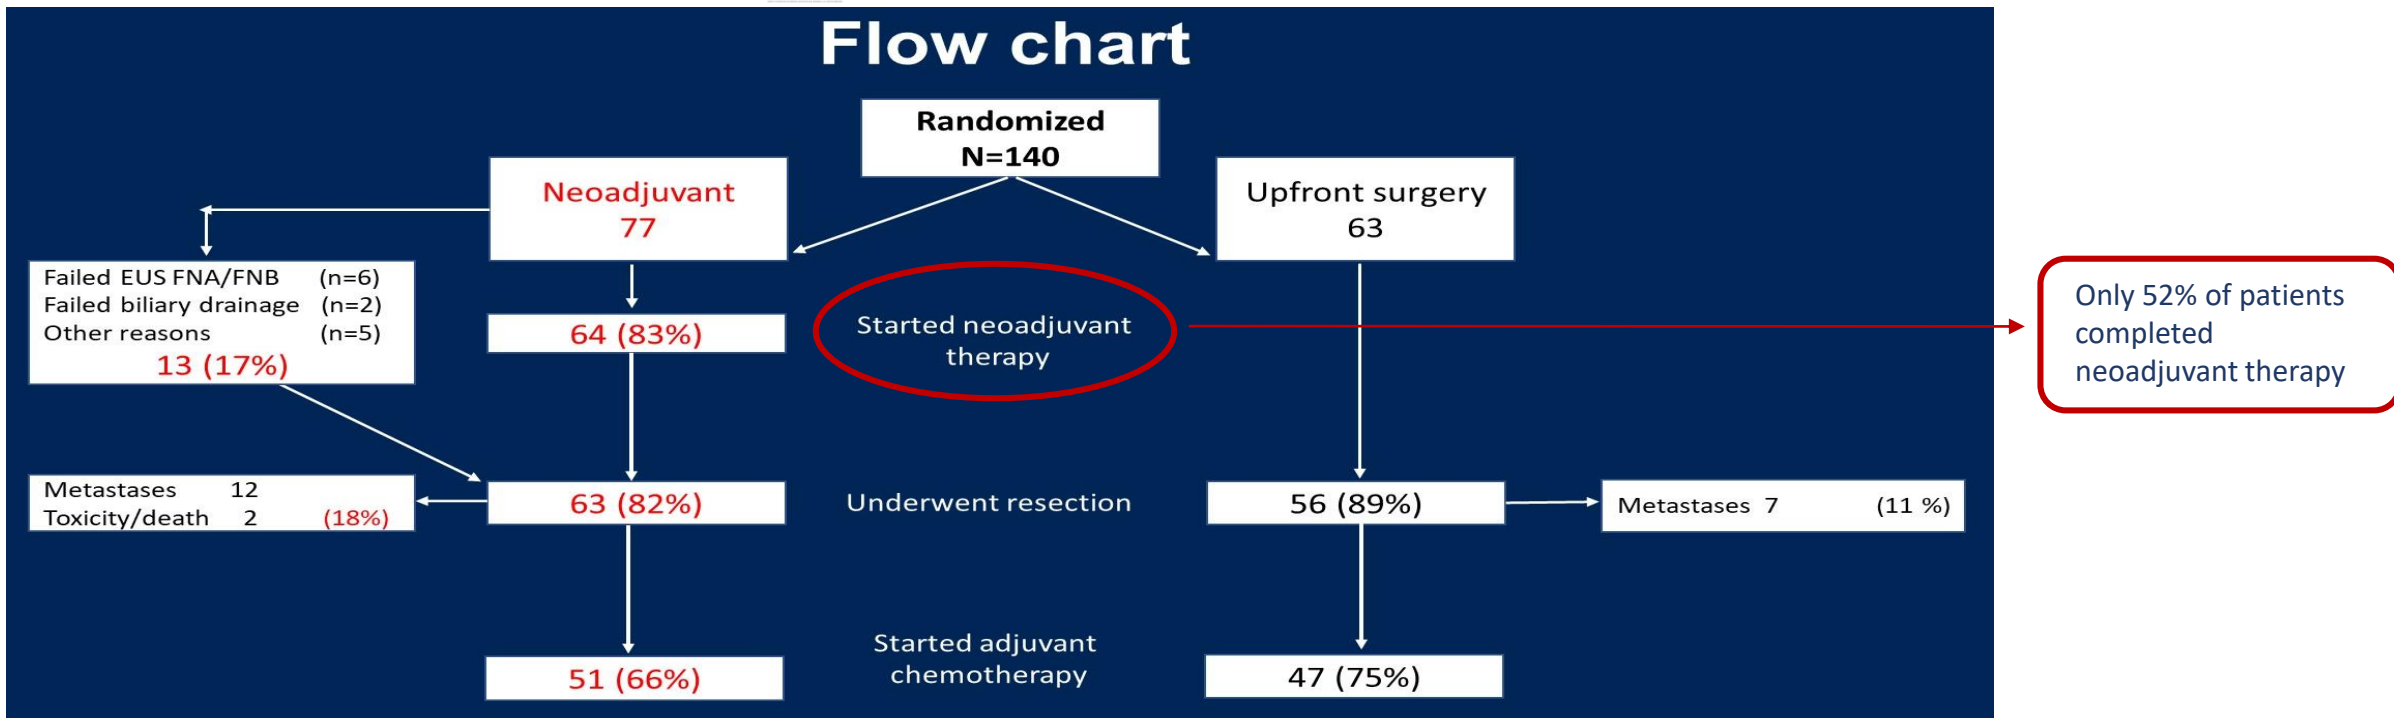 Flow chart
Randomized
N=140
Neoadjuvant
77
Upfront surgery
63
Failed EUS FNA/FNB (n=6)
Failed biliary drainage (n=2)
Other reasons (n=5)
13 (17%)
64 (83%)
Started neoadjuvant
therapy
Only 52% of patients
completed
neoadjuvant therapy
Metastases 12
Toxicity/death 2 (18%)
63 (82%)
Underwent resection
56 (89%)
Metastases 7 (11 %)
51 (66%)
Started adjuvant
chemotherapy
47 (75%)